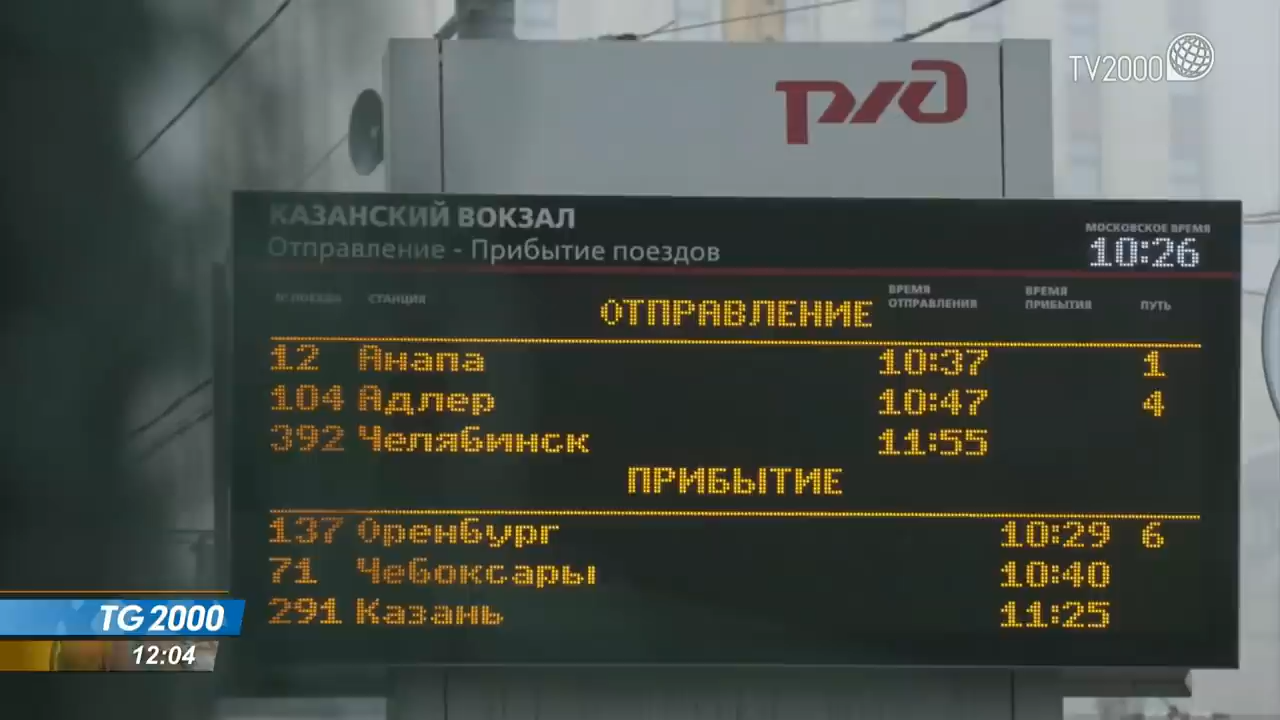 TV2000
РЖД
КАЗАНСКИЙ ВОКЗАЛ
Отправление - Прибытие поездов
МОСКОВСКОЕ ВРЕМЯ
10:26
№ ПОЕЗДА СТАНЦИЯ ВРЕМЯ ОТПРАВЛЕНИЯ ВРЕМЯ ПРИБЫТИЯ ПУТЬ
ОТПРАВЛЕНИЕ
12 Анапа 10:37 1
104 Адлер 10:47 4
392 Челябинск 11:55
ПРИБЫТИЕ
137 Оренбург 10:29 6
71 Чебоксары 10:40
291 Казань 11:25
TG 2000
12:04